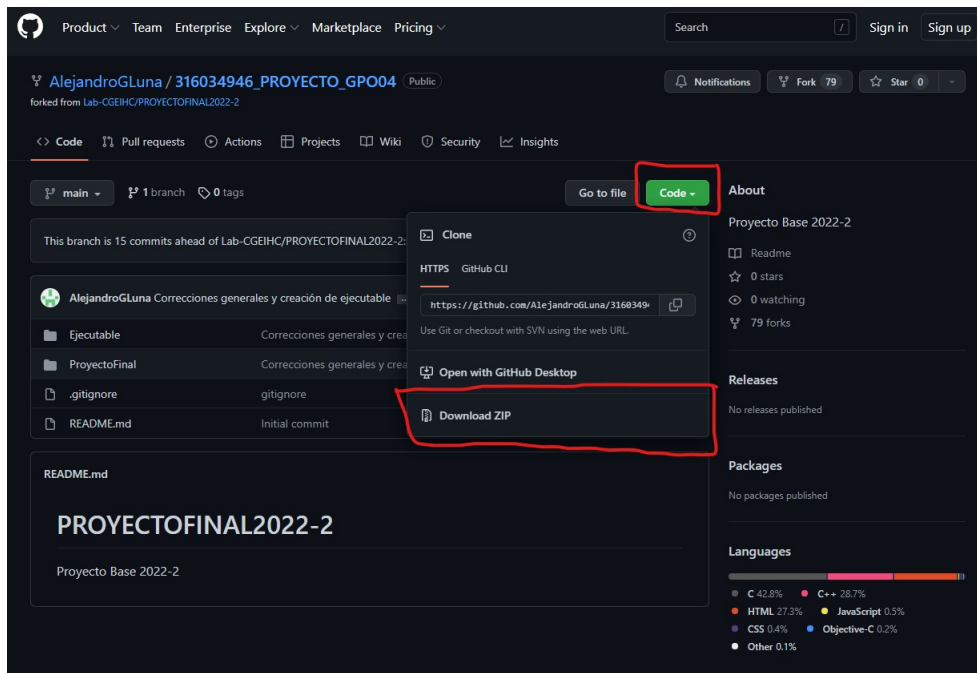 Product Team Enterprise Explore Marketplace Pricing Search / Sign in Sign up
AlejandroGLuna / 316034946_PROYECTO_GPO04 Public
Notifications Fork 79 Star 0
forked from Lab-CGEIHC/PROYECTOFINAL2022-2
<> Code Pull requests Actions Projects Wiki Security Insights
main 1 branch 0 tags Go to file Code
This branch is 15 commits ahead of Lab-CGEIHC/PROYECTOFINAL2022-2:
AlejandroGLuna Correcciones generales y creación de ejecutable ...
Ejecutable Correcciones generales y crea
ProyectoFinal Correcciones generales y crea
.gitignore gitignore
README.md Initial commit
Clone
HTTPS GitHub CLI
https://github.com/AlejandroGLuna/3160349
Use Git or checkout with SVN using the web URL.
Open with GitHub Desktop
Download ZIP
README.md
PROYECTOFINAL2022-2
Proyecto Base 2022-2
About
Proyecto Base 2022-2
Readme
0 stars
0 watching
79 forks
Releases
No releases published
Packages
No packages published
Languages
C 42.8% C++ 28.7%
HTML 27.3% JavaScript 0.5%
CSS 0.4% Objective-C 0.2%
Other 0.1%